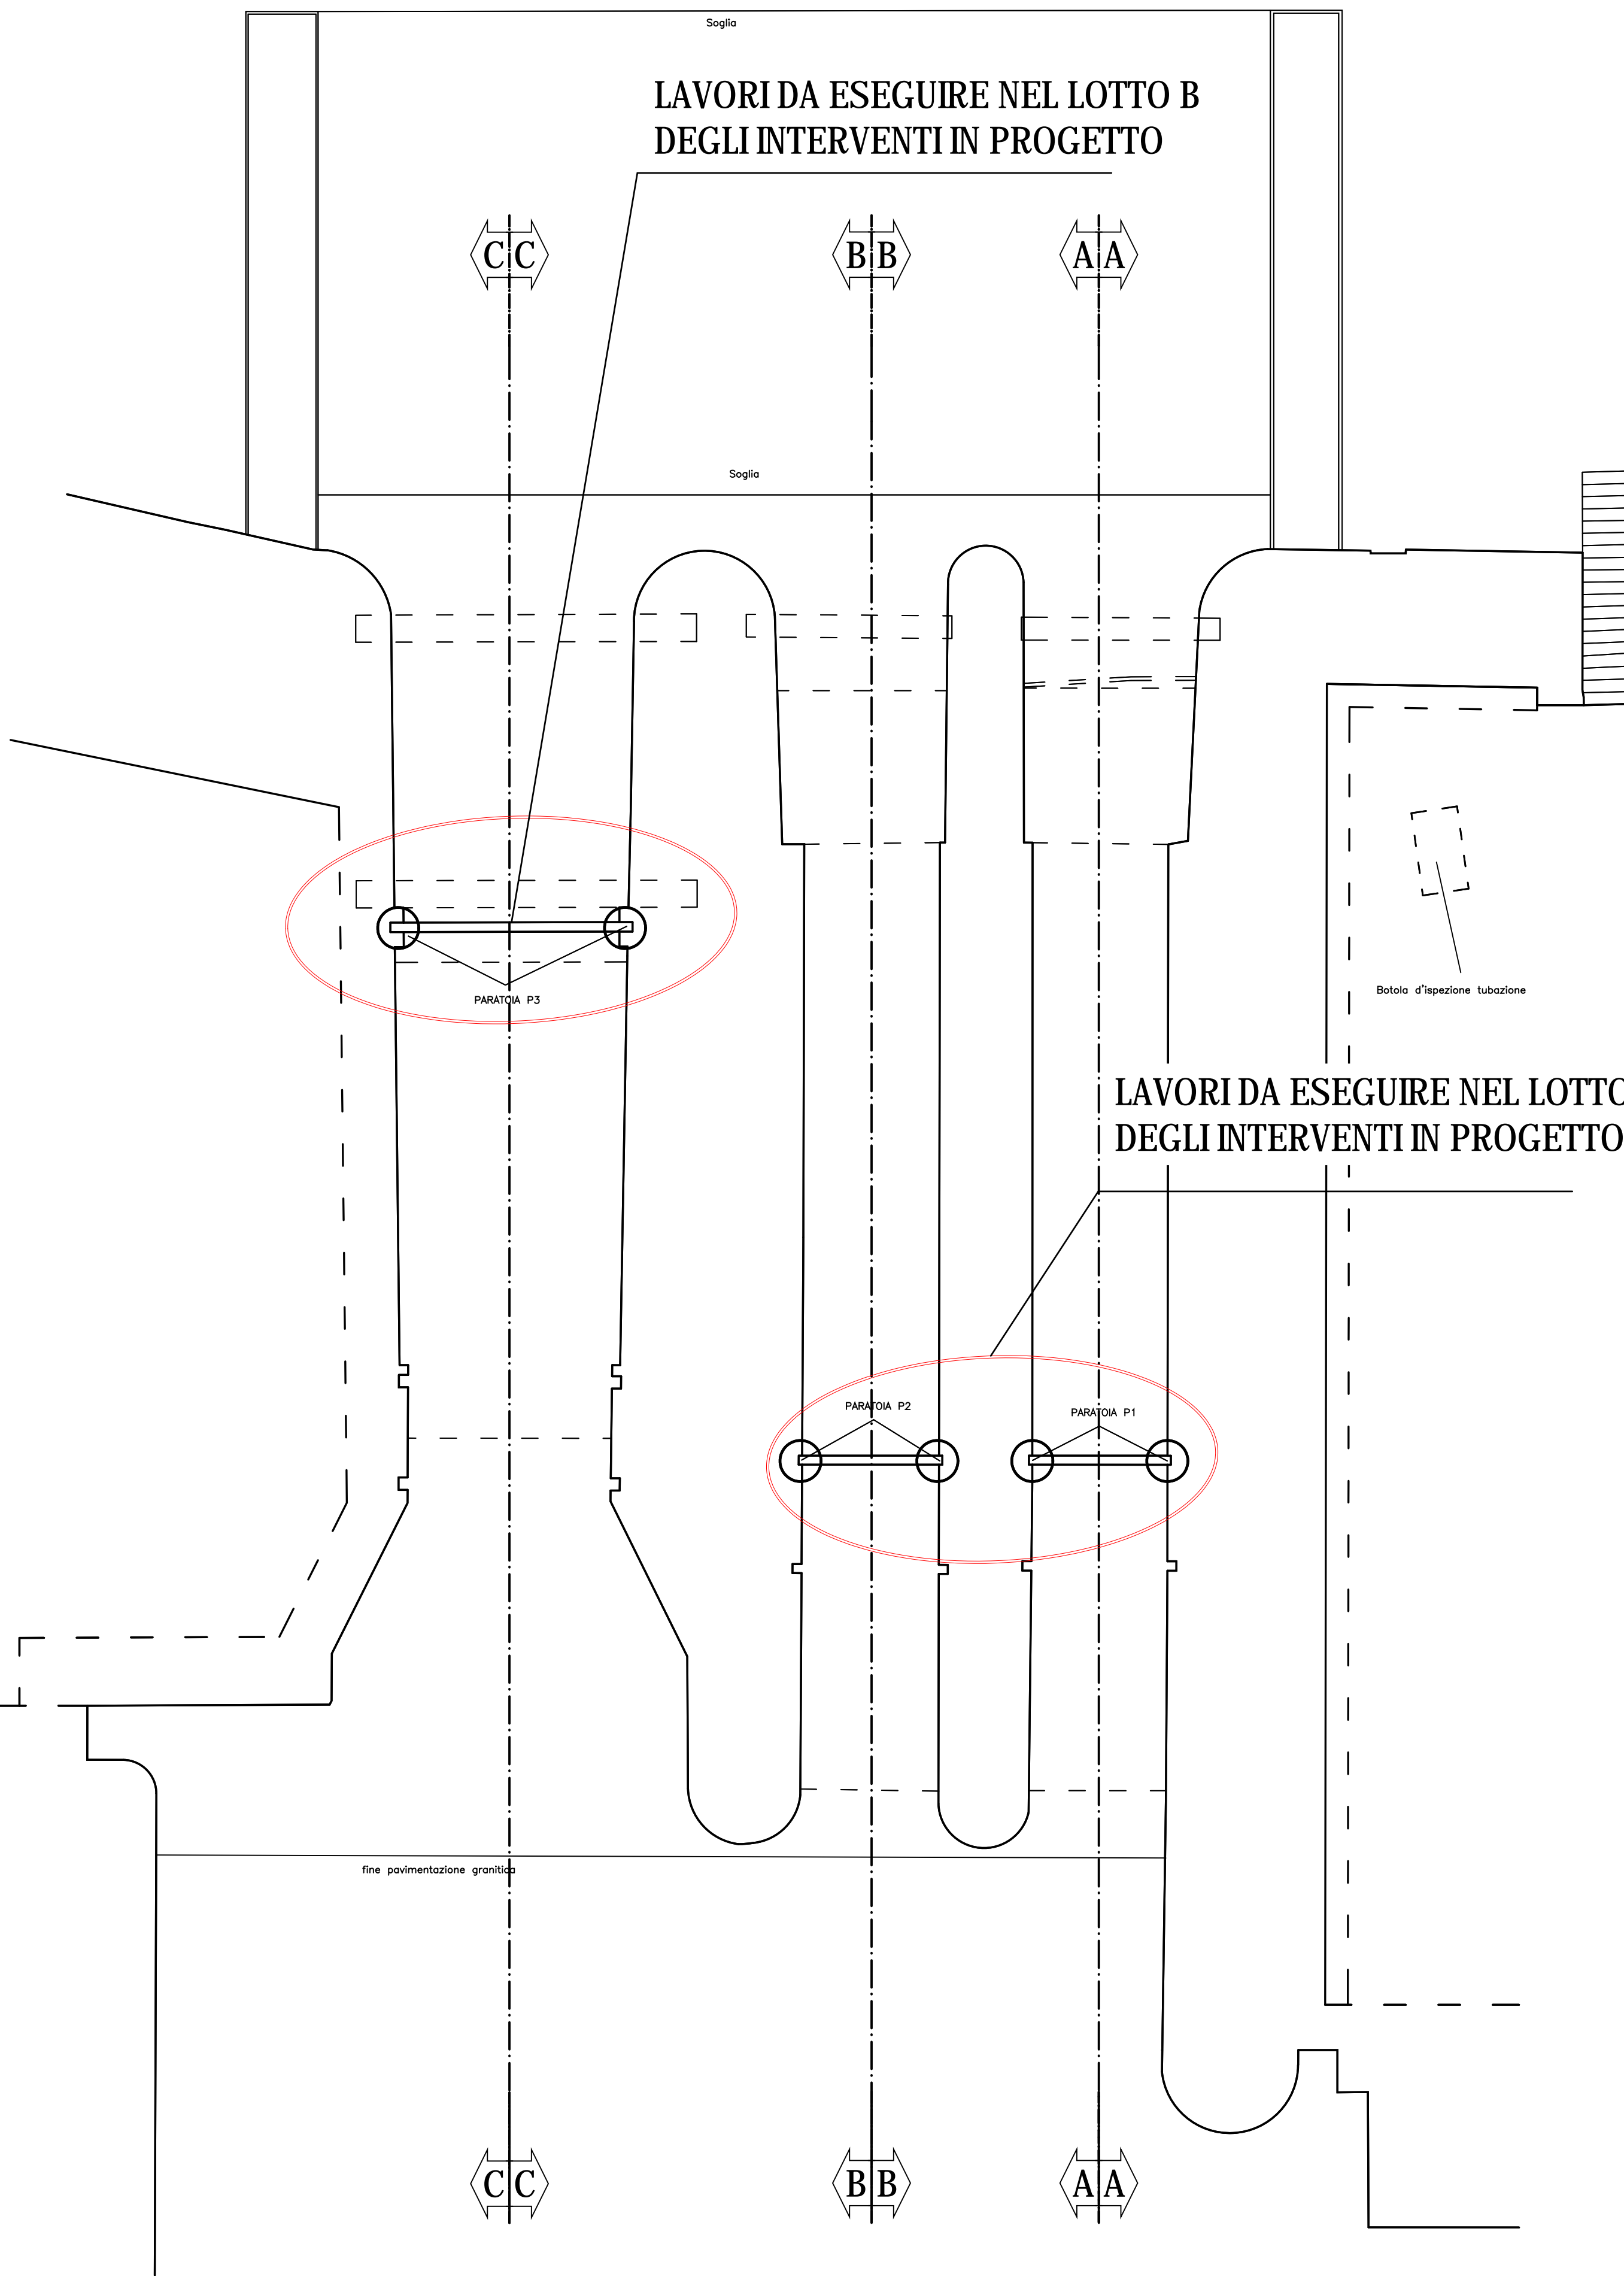 Soglia
LAVORI DA ESEGUIRE NEL LOTTO B
DEGLI INTERVENTI IN PROGETTO
C C
B B
A A
Soglia
PARATOIA P3
Botola d'ispezione tubazione
LAVORI DA ESEGUIRE NEL LOTTO
DEGLI INTERVENTI IN PROGETTO
PARATOIA P2
PARATOIA P1
fine pavimentazione granitica
C C
B B
A A